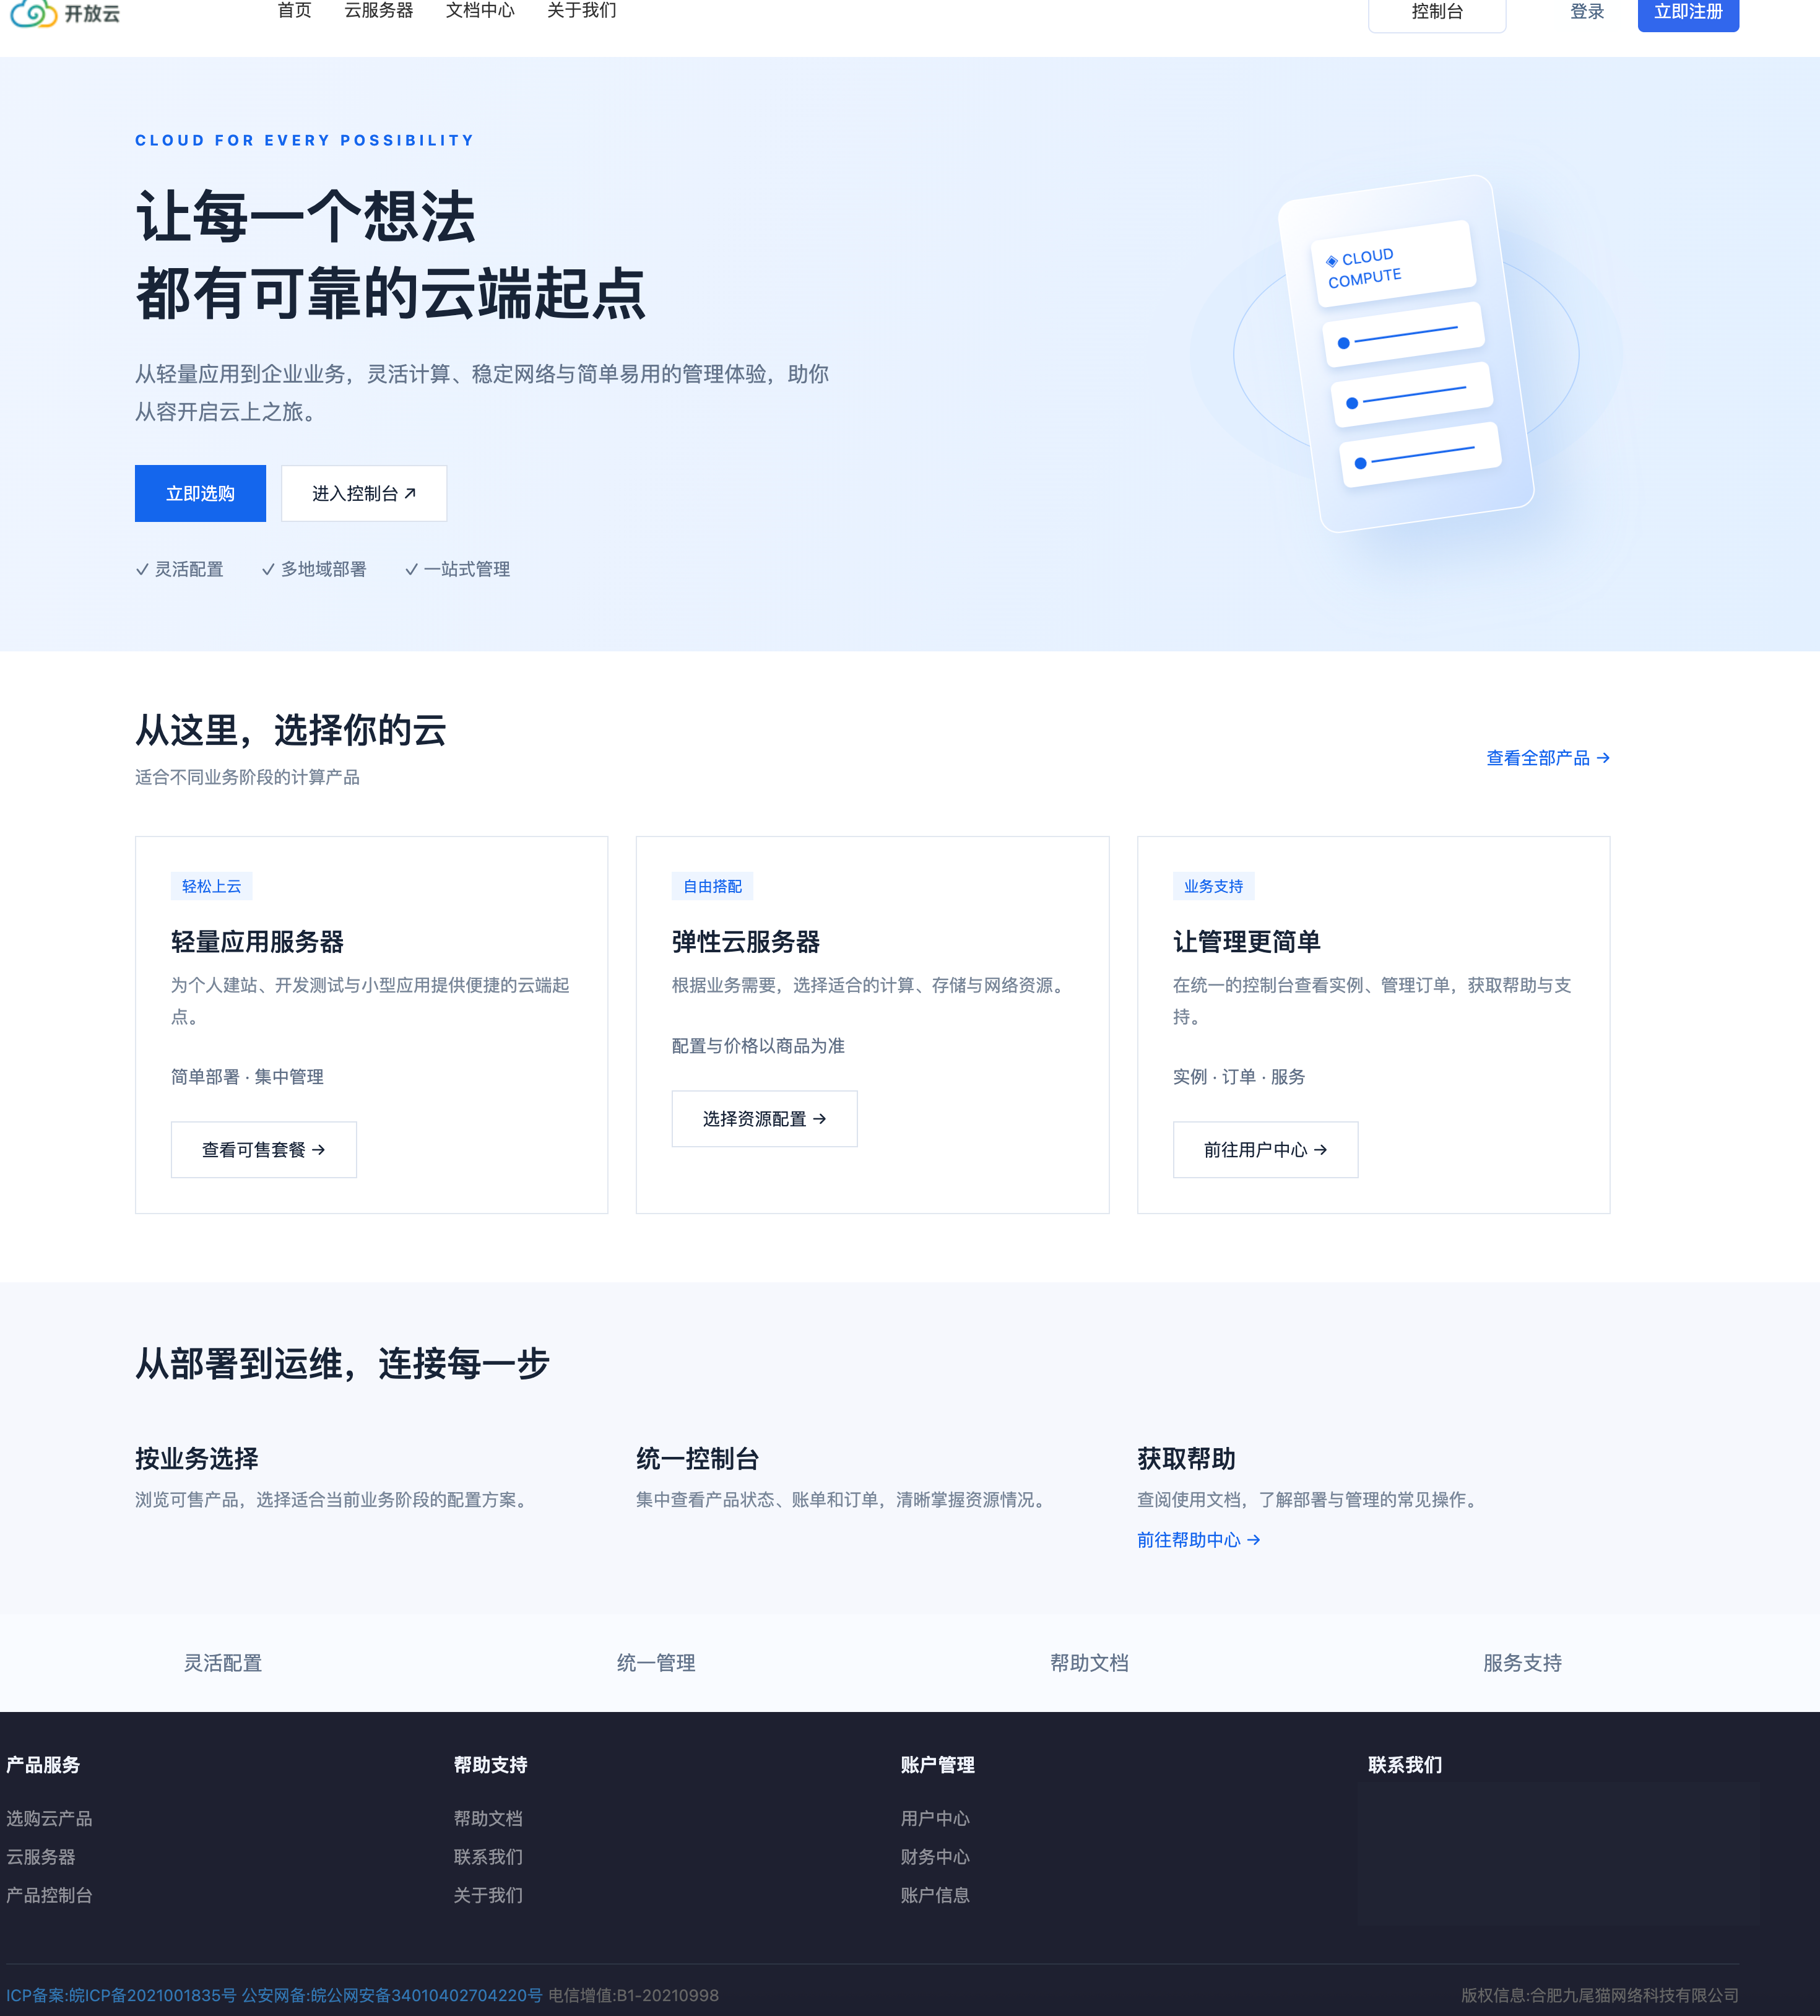 开放云 首页 云服务器 文档中心 关于我们 控制台 登录 立即注册
CLOUD FOR EVERY POSSIBILITY
让每一个想法
都有可靠的云端起点
从轻量应用到企业业务，灵活计算、稳定网络与简单易用的管理体验，助你
从容开启云上之旅。
立即选购 进入控制台 ↗
✓ 灵活配置 ✓ 多地域部署 ✓ 一站式管理
◈ CLOUD
COMPUTE
从这里，选择你的云
适合不同业务阶段的计算产品
查看全部产品 →
轻松上云
轻量应用服务器
为个人建站、开发测试与小型应用提供便捷的云端起
点。
简单部署 · 集中管理
查看可售套餐 →
自由搭配
弹性云服务器
根据业务需要，选择适合的计算、存储与网络资源。
配置与价格以商品为准
选择资源配置 →
业务支持
让管理更简单
在统一的控制台查看实例、管理订单，获取帮助与支
持。
实例 · 订单 · 服务
前往用户中心 →
从部署到运维，连接每一步
按业务选择
浏览可售产品，选择适合当前业务阶段的配置方案。
统一控制台
集中查看产品状态、账单和订单，清晰掌握资源情况。
获取帮助
查阅使用文档，了解部署与管理的常见操作。
前往帮助中心 →
灵活配置 统一管理 帮助文档 服务支持
产品服务
选购云产品
云服务器
产品控制台
帮助支持
帮助文档
联系我们
关于我们
账户管理
用户中心
财务中心
账户信息
联系我们
ICP备案:皖ICP备2021001835号 公安网备:皖公网安备34010402704220号 电信增值:B1-20210998
版权信息:合肥九尾猫网络科技有限公司